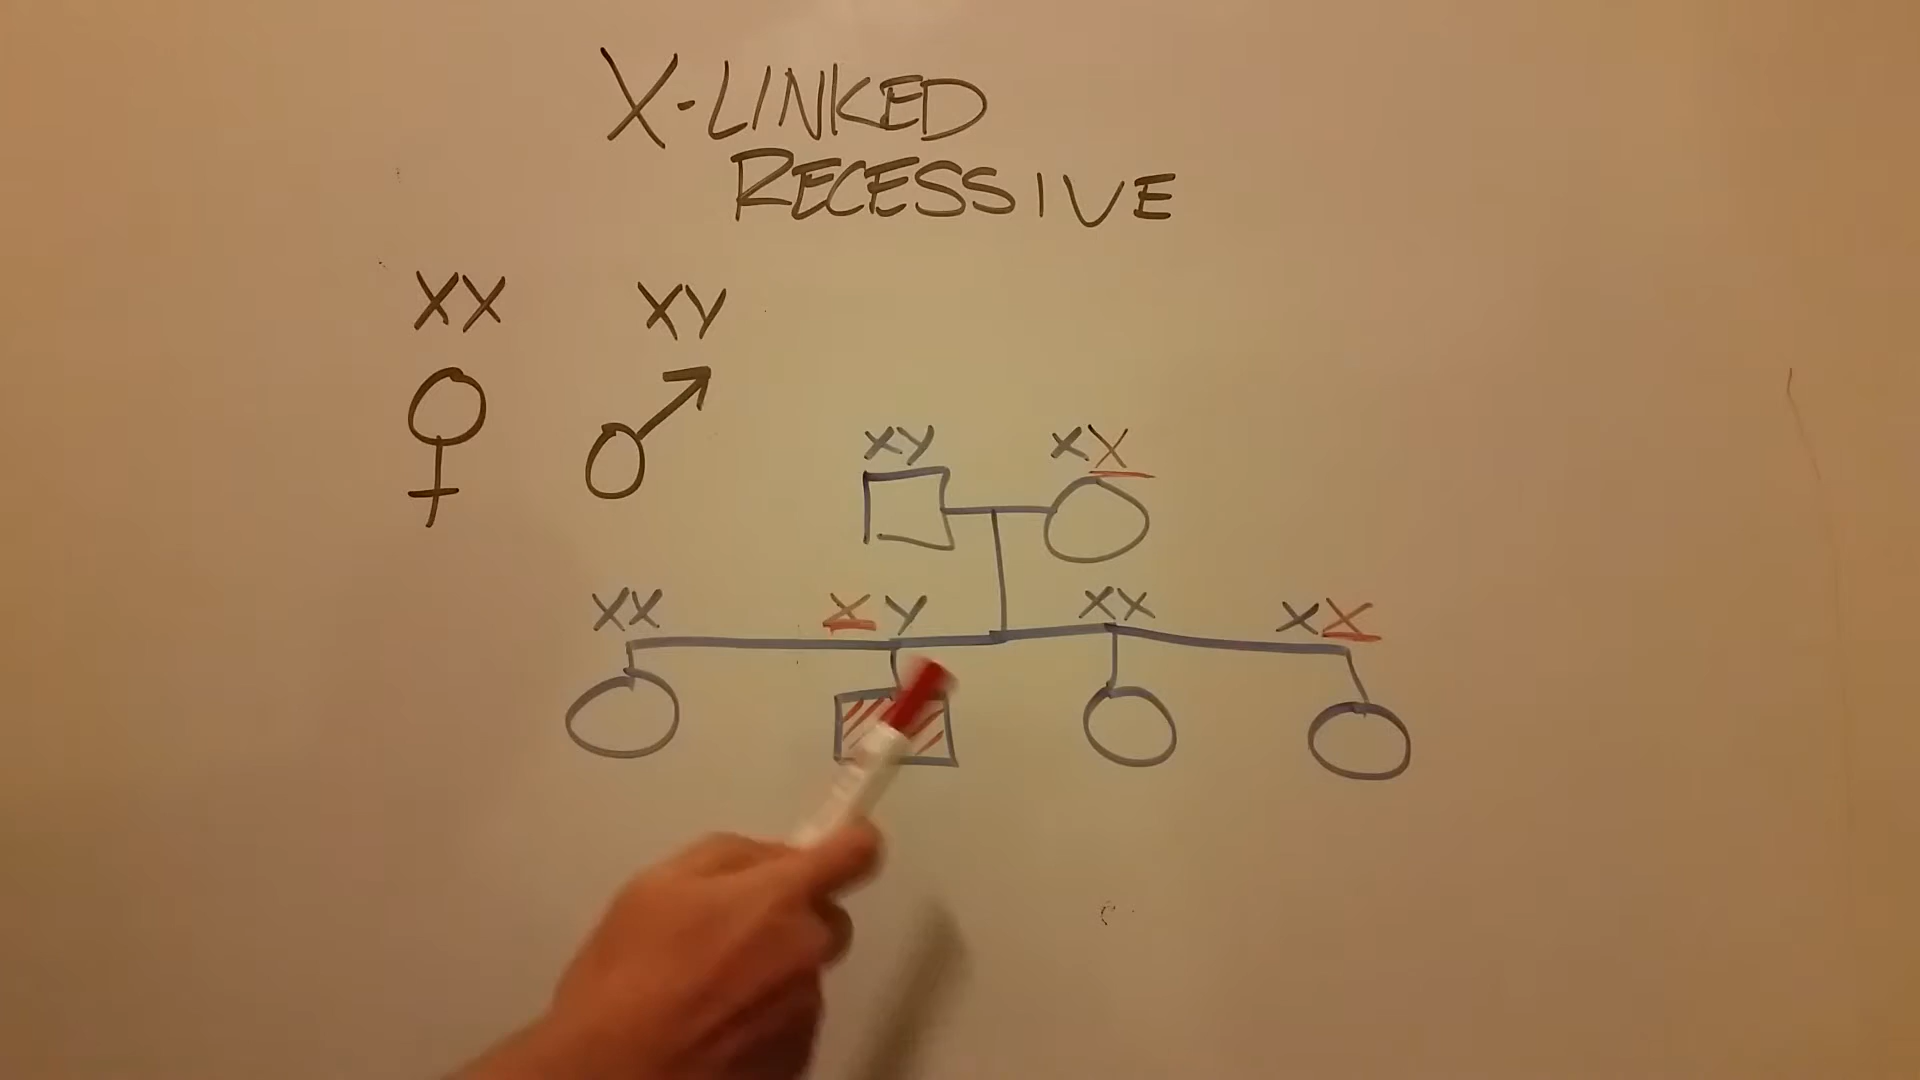 X-LINKED
RECESSIVE
XX XY
XY XX
XX XY XX XX